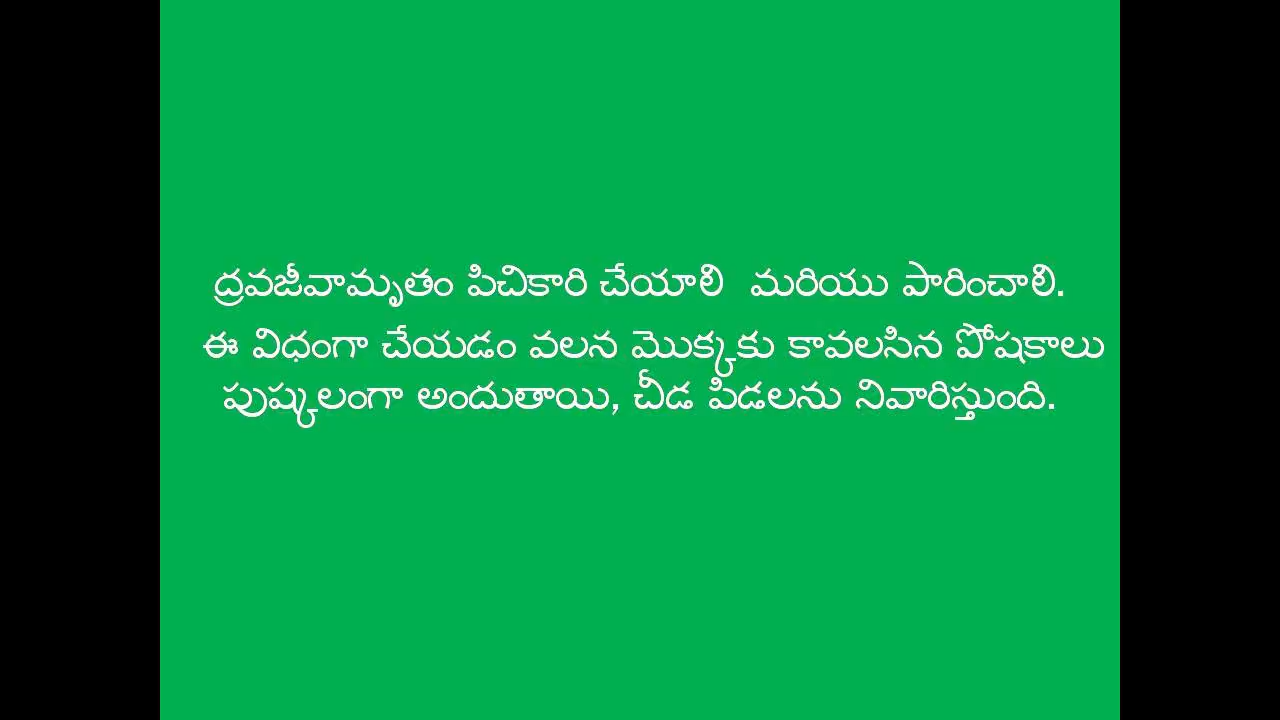 ద్రవజీవామృతం పిచికారి చేయాలి మరియు పారించాలి.
ఈ విధంగా చేయడం వలన మొక్కకు కావలసిన పోషకాలు
పుష్కలంగా అందుతాయి, చీడ పిడలను నివారిస్తుంది.